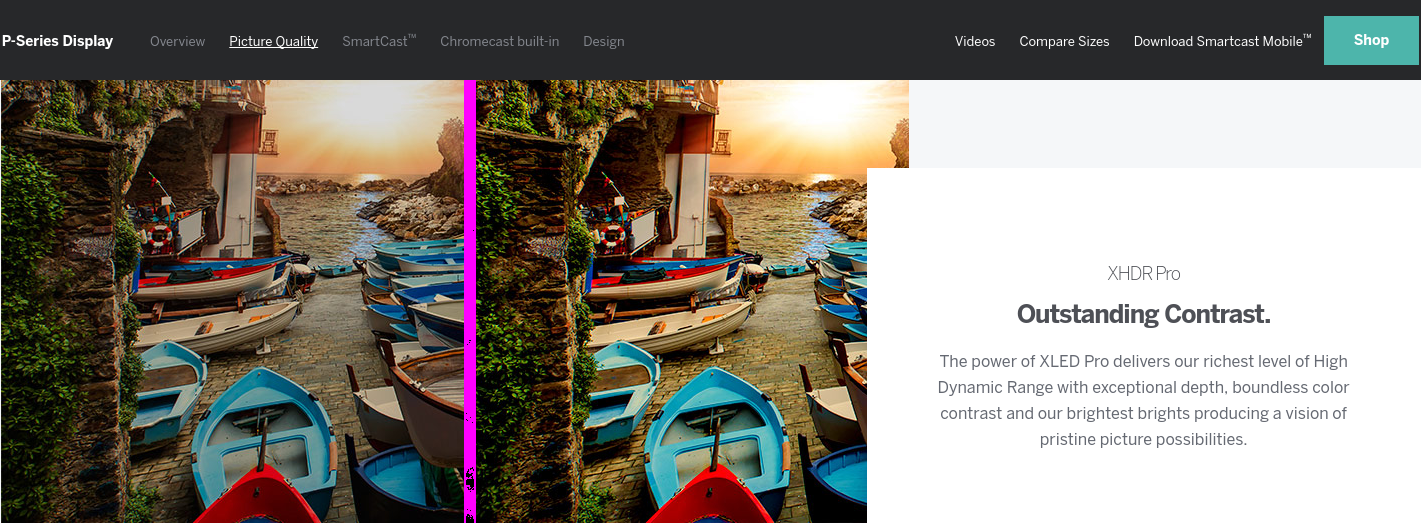 P-Series Display Overview Picture Quality SmartCast™ Chromecast built-in Design Videos Compare Sizes Download Smartcast Mobile™ Shop
XHDR Pro
Outstanding Contrast.
The power of XLED Pro delivers our richest level of High
Dynamic Range with exceptional depth, boundless color
contrast and our brightest brights producing a vision of
pristine picture possibilities.